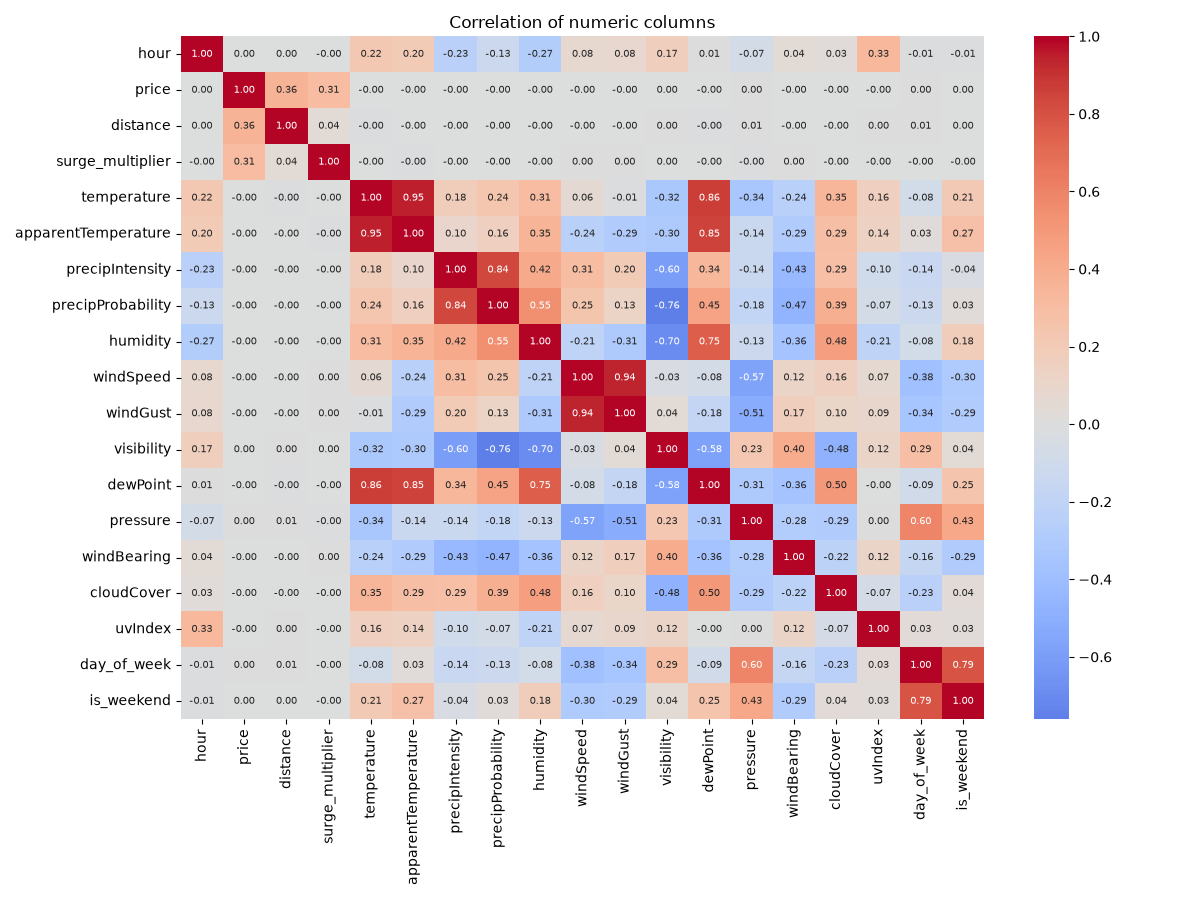 Correlation of numeric columns
hour 1.00 0.00 0.00 -0.00 0.22 0.20 -0.23 -0.13 -0.27 0.08 0.08 0.17 0.01 -0.07 0.04 0.03 0.33 -0.01 -0.01
price 0.00 1.00 0.36 0.31 -0.00 -0.00 -0.00 -0.00 -0.00 -0.00 -0.00 0.00 -0.00 0.00 -0.00 -0.00 -0.00 0.00 0.00
distance 0.00 0.36 1.00 0.04 -0.00 -0.00 0.00 0.00 -0.00 -0.00 -0.00 0.00 -0.00 0.01 -0.00 -0.00 0.00 0.01 0.00
surge_multiplier -0.00 0.31 0.04 1.00 -0.00 -0.00 -0.00 -0.00 -0.00 0.00 0.00 0.00 -0.00 -0.00 0.00 -0.00 -0.00 -0.00 -0.00
temperature 0.22 -0.00 -0.00 -0.00 1.00 0.95 0.18 0.24 0.31 0.06 -0.01 -0.32 0.86 -0.34 -0.24 0.35 0.16 -0.08 0.21
apparentTemperature 0.20 -0.00 -0.00 -0.00 0.95 1.00 0.10 0.16 0.35 -0.24 -0.29 -0.30 0.85 -0.14 -0.29 0.29 0.14 0.03 0.27
precipIntensity -0.23 -0.00 0.00 -0.00 0.18 0.10 1.00 0.84 0.42 0.31 0.20 -0.60 0.34 -0.14 -0.43 0.29 -0.10 -0.14 -0.04
precipProbability -0.13 -0.00 0.00 -0.00 0.24 0.16 0.84 1.00 0.55 0.25 0.13 -0.76 0.45 -0.18 -0.47 0.39 -0.07 -0.13 0.03
humidity -0.27 -0.00 -0.00 -0.00 0.31 0.35 0.42 0.55 1.00 -0.21 -0.31 -0.70 0.75 -0.13 -0.36 0.48 -0.21 -0.08 0.18
windSpeed 0.08 -0.00 -0.00 0.00 0.06 -0.24 0.31 0.25 -0.21 1.00 0.94 -0.03 -0.08 -0.57 0.12 0.16 0.07 -0.38 -0.30
windGust 0.08 -0.00 -0.00 0.00 -0.01 -0.29 0.20 0.13 -0.31 0.94 1.00 0.04 -0.18 -0.51 0.17 0.10 0.09 -0.34 -0.29
visibility 0.17 0.00 0.00 0.00 -0.32 -0.30 -0.60 -0.76 -0.70 -0.03 0.04 1.00 -0.58 0.23 0.40 -0.48 0.12 0.29 0.04
dewPoint 0.01 -0.00 -0.00 -0.00 0.86 0.85 0.34 0.45 0.75 -0.08 -0.18 -0.58 1.00 -0.31 -0.36 0.50 -0.00 -0.09 0.25
pressure -0.07 0.00 0.01 -0.00 -0.34 -0.14 -0.14 -0.18 -0.13 -0.57 -0.51 0.23 -0.31 1.00 -0.28 -0.29 0.00 0.60 0.43
windBearing 0.04 -0.00 -0.00 0.00 -0.24 -0.29 -0.43 -0.47 -0.36 0.12 0.17 0.40 -0.36 -0.28 1.00 -0.22 0.12 -0.16 -0.29
cloudCover 0.03 -0.00 -0.00 -0.00 0.35 0.29 0.29 0.39 0.48 0.16 0.10 -0.48 0.50 -0.29 -0.22 1.00 -0.07 -0.23 0.04
uvIndex 0.33 -0.00 0.00 -0.00 0.16 0.14 -0.10 -0.07 -0.21 0.07 0.09 0.12 -0.00 0.00 0.12 -0.07 1.00 0.03 0.03
day_of_week -0.01 0.00 0.01 -0.00 -0.08 0.03 -0.14 -0.13 -0.08 -0.38 -0.34 0.29 -0.09 0.60 -0.16 -0.23 0.03 1.00 0.79
is_weekend -0.01 0.00 0.00 -0.00 0.21 0.27 -0.04 0.03 0.18 -0.30 -0.29 0.04 0.25 0.43 -0.29 0.04 0.03 0.79 1.00
hour price distance surge_multiplier temperature apparentTemperature precipIntensity precipProbability humidity windSpeed windGust visibility dewPoint pressure windBearing cloudCover uvIndex day_of_week is_weekend
1.0
0.8
0.6
0.4
0.2
0.0
−0.2
−0.4
−0.6